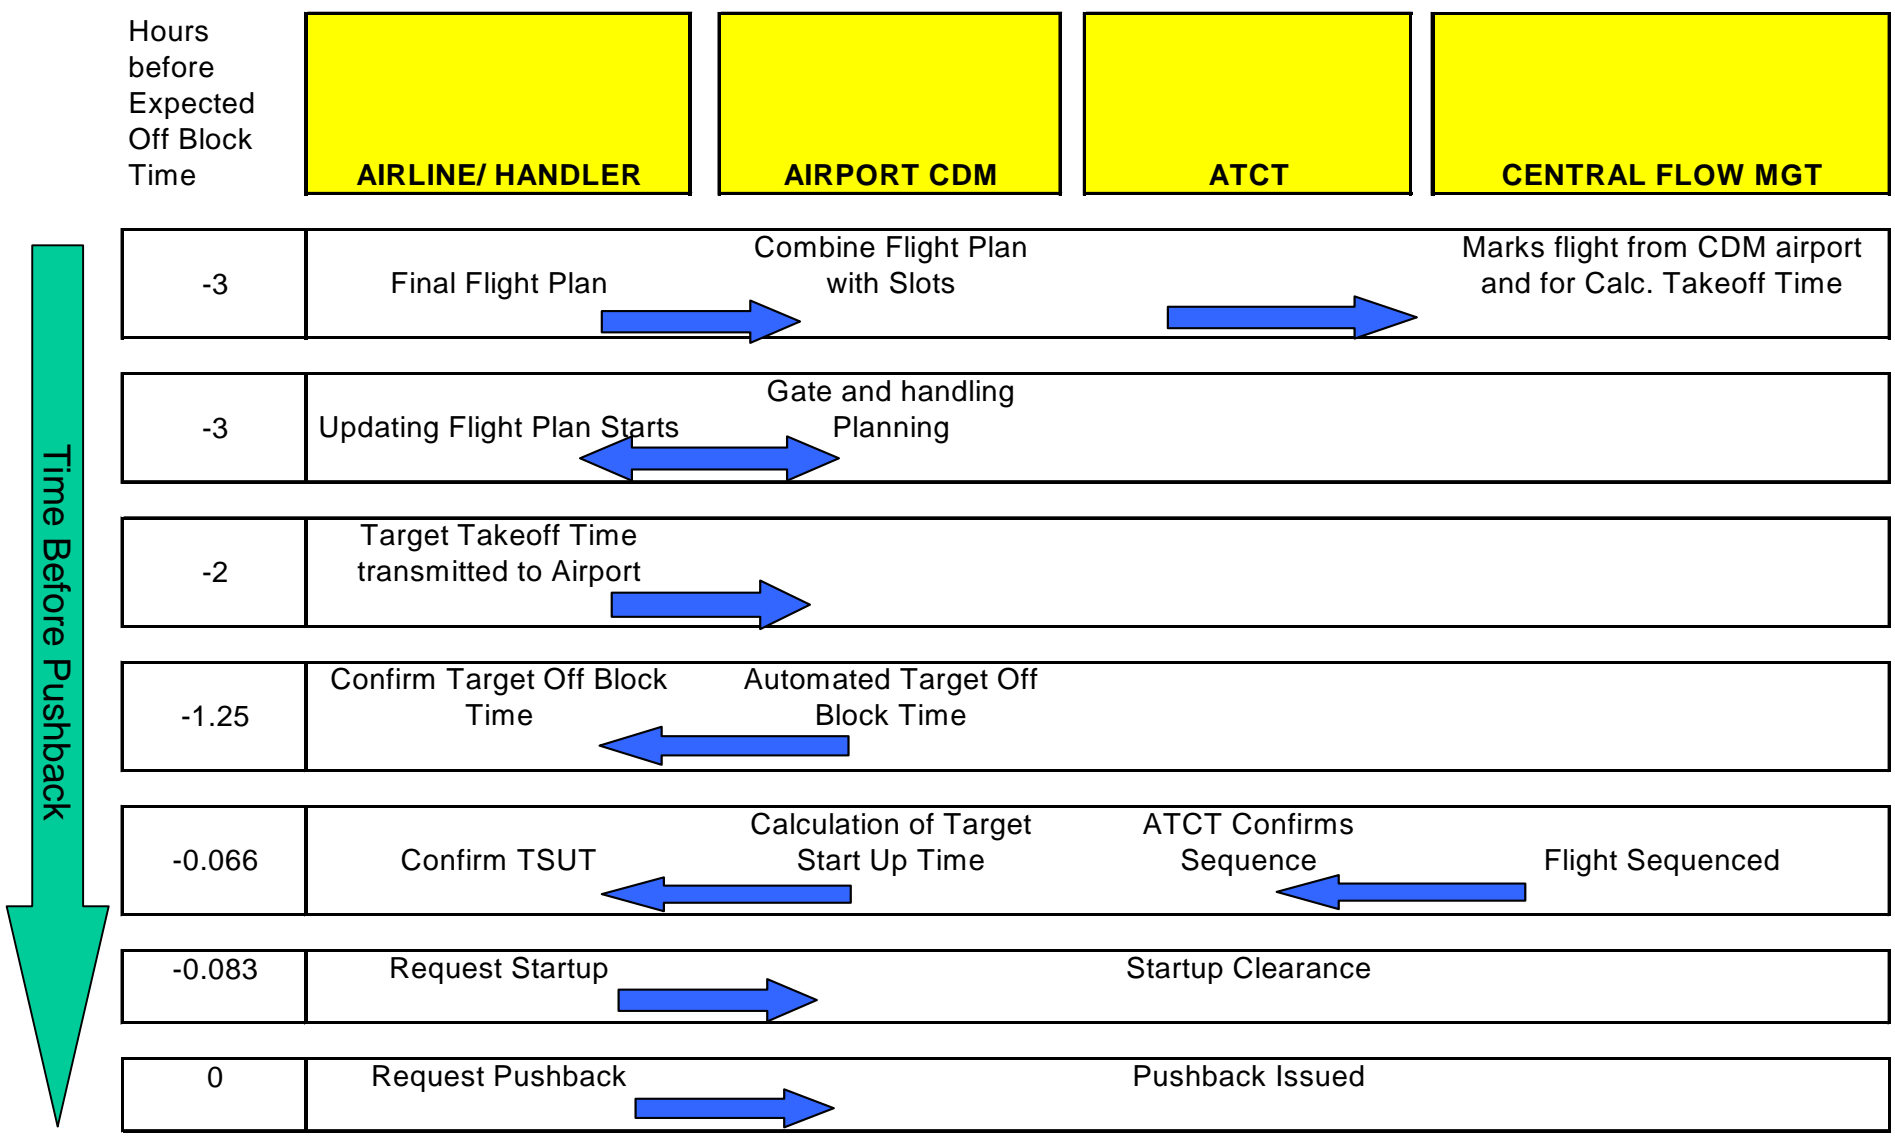 Hours
before
Expected
Off Block
Time
AIRLINE/ HANDLER
AIRPORT CDM
ATCT
CENTRAL FLOW MGT
Time Before Pushback
-3
Final Flight Plan
Combine Flight Plan
with Slots
Marks flight from CDM airport
and for Calc. Takeoff Time
-3
Updating Flight Plan Starts
Gate and handling
Planning
-2
Target Takeoff Time
transmitted to Airport
-1.25
Confirm Target Off Block
Time
Automated Target Off
Block Time
-0.066
Confirm TSUT
Calculation of Target
Start Up Time
ATCT Confirms
Sequence
Flight Sequenced
-0.083
Request Startup
Startup Clearance
0
Request Pushback
Pushback Issued